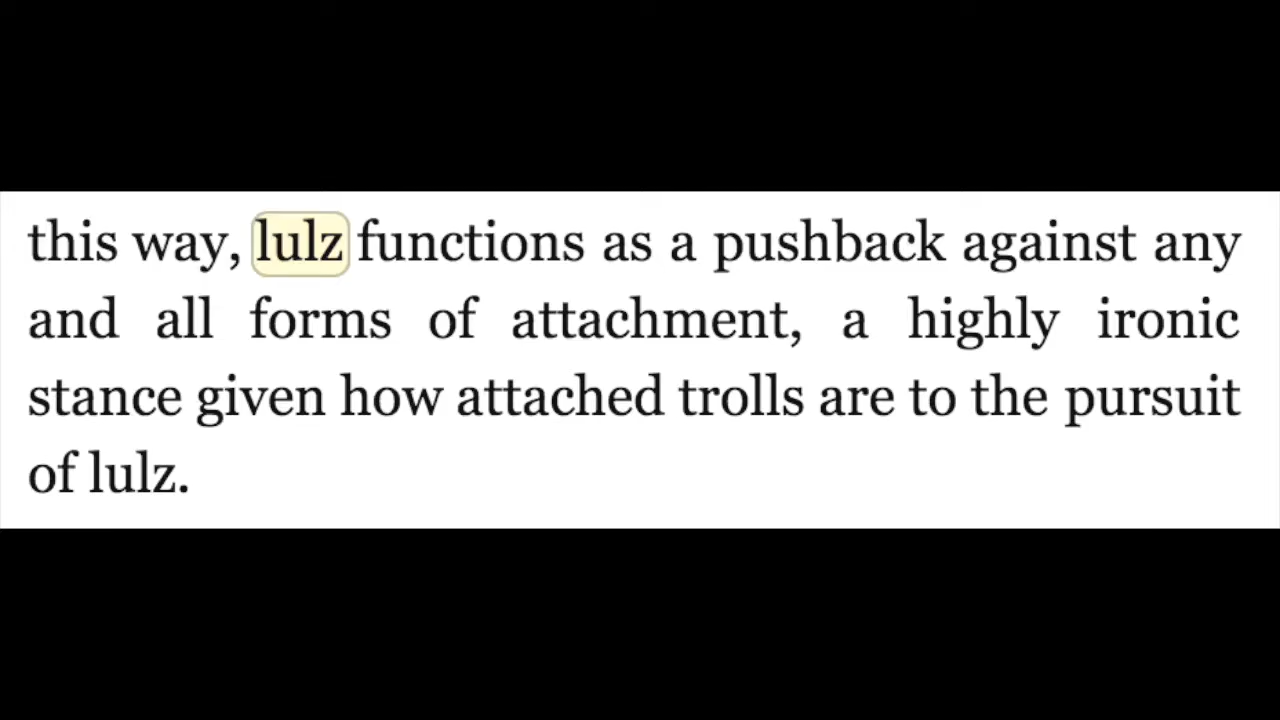 this way, lulz functions as a pushback against any
and all forms of attachment, a highly ironic
stance given how attached trolls are to the pursuit
of lulz.